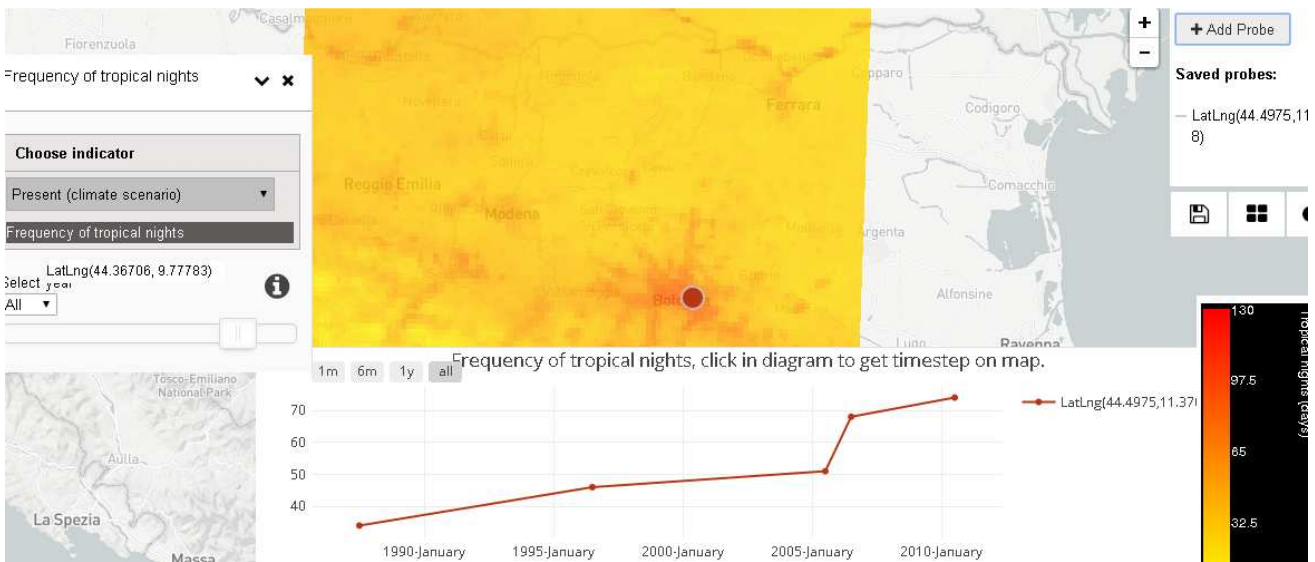 Casalmaggiore
Fiorenzuola
Frequency of tropical nights
Choose indicator
Present (climate scenario)
Frequency of tropical nights
LatLng(44.36706, 9.77783)
Select year
All
+
−
+ Add Probe
Saved probes:
LatLng(44.4975,11
8)
Copparo
Ferrara
Codigoro
Bondeno
Novellara
Reggio Emilia
Modena
Comacchio
Argenta
Alfonsine
Lugo
Ravenna
Tosco-Emiliano
National Park
Aulla
La Spezia
Massa
1m 6m 1y all
Frequency of tropical nights, click in diagram to get timestep on map.
70
60
50
40
1990-January 1995-January 2000-January 2005-January 2010-January
LatLng(44.4975,11.37
130
97.5
65
32.5
Tropical nights (days)